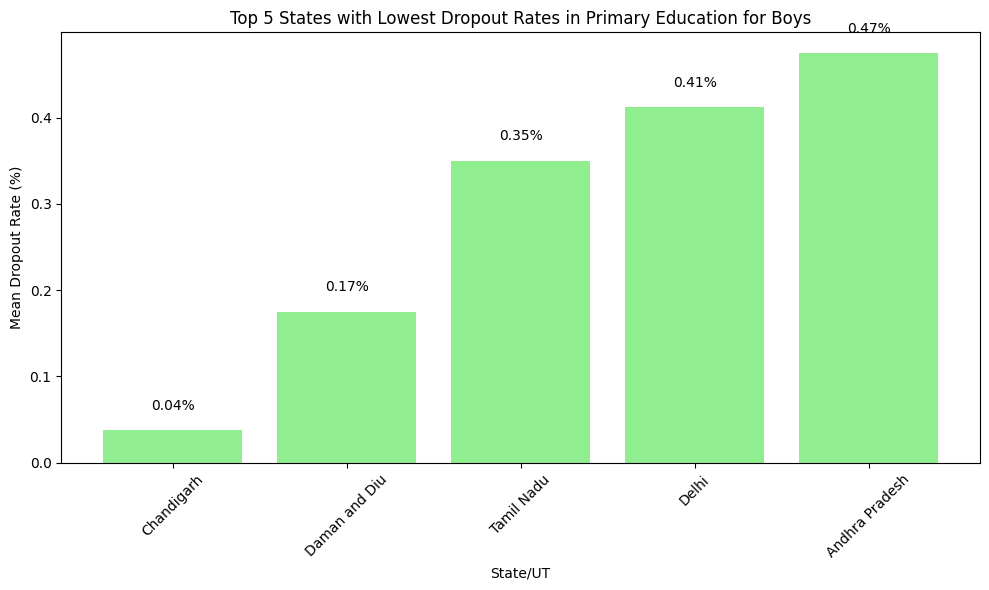 Top 5 States with Lowest Dropout Rates in Primary Education for Boys
0.47%
0.41%
0.35%
0.17%
0.04%
Mean Dropout Rate (%)
0.4
0.3
0.2
0.1
0.0
Chandigarh
Daman and Diu
Tamil Nadu
Delhi
Andhra Pradesh
State/UT